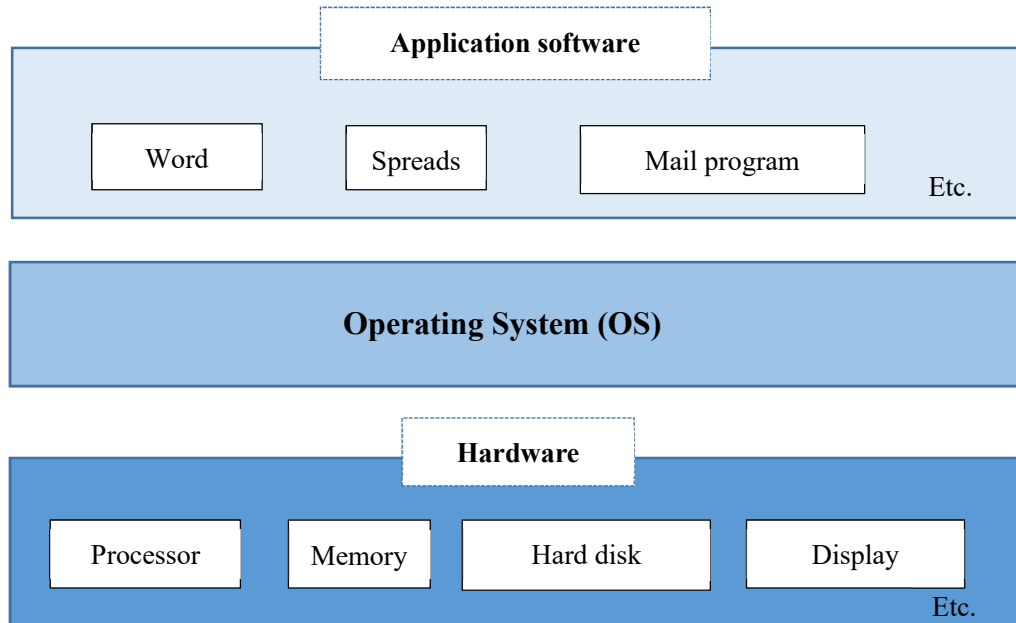 Application software
Word
Spreads
Mail program
Etc.
Operating System (OS)
Hardware
Processor
Memory
Hard disk
Display
Etc.